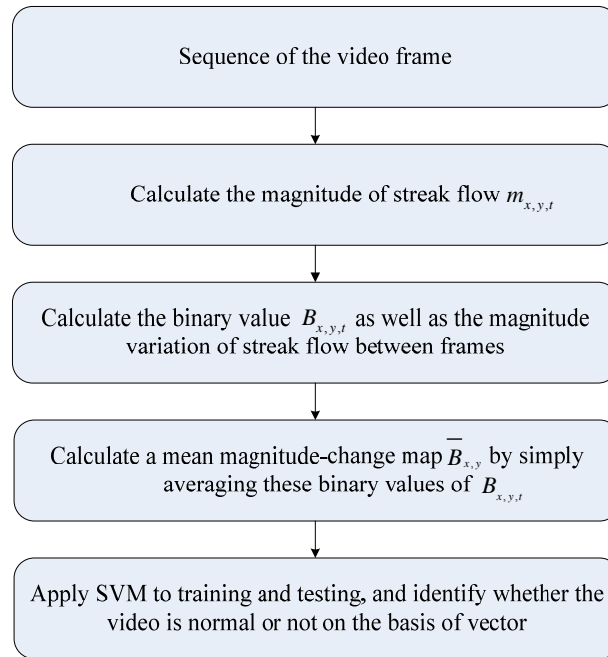 Sequence of the video frame
Calculate the magnitude of streak flow m_{x,y,t}
Calculate the binary value B_{x,y,t} as well as the magnitude
variation of streak flow between frames
Calculate a mean magnitude-change map B̅_{x,y} by simply
averaging these binary values of B_{x,y,t}
Apply SVM to training and testing, and identify whether the
video is normal or not on the basis of vector